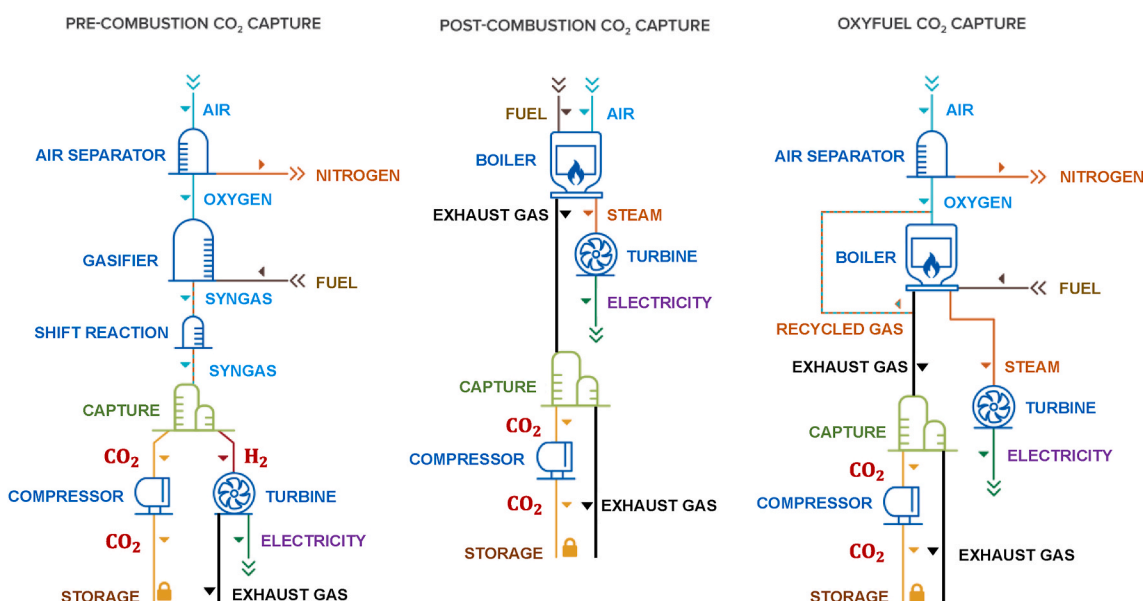 PRE-COMBUSTION CO₂ CAPTURE
AIR
AIR SEPARATOR
NITROGEN
OXYGEN
GASIFIER
FUEL
SYNGAS
SHIFT REACTION
SYNGAS
CAPTURE
CO₂
H₂
COMPRESSOR
TURBINE
CO₂
ELECTRICITY
STORAGE
EXHAUST GAS
POST-COMBUSTION CO₂ CAPTURE
FUEL
AIR
BOILER
EXHAUST GAS
STEAM
TURBINE
ELECTRICITY
CAPTURE
CO₂
COMPRESSOR
CO₂
EXHAUST GAS
STORAGE
OXYFUEL CO₂ CAPTURE
AIR
AIR SEPARATOR
NITROGEN
OXYGEN
BOILER
FUEL
RECYCLED GAS
EXHAUST GAS
STEAM
TURBINE
CAPTURE
ELECTRICITY
CO₂
COMPRESSOR
CO₂
EXHAUST GAS
STORAGE